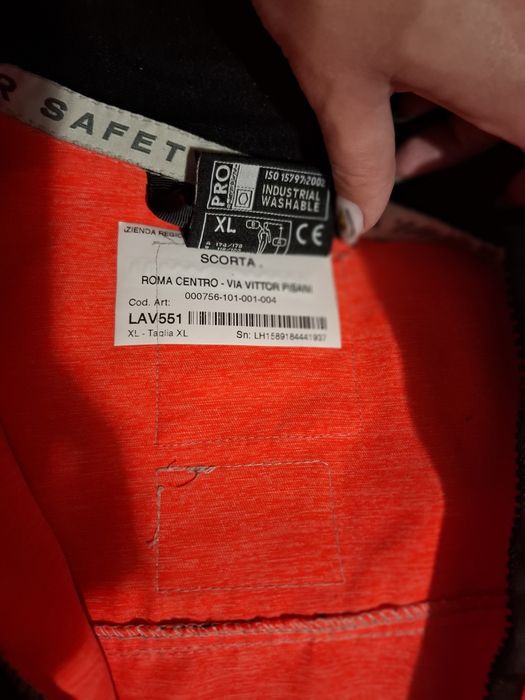 R SAFET
PRO
ISO 15797:2002
INDUSTRIAL
WASHABLE
XL
CE
SCORTA
ROMA CENTRO - VIA VITTOR PISANI
000756-101-001-004
Cod. Art:
LAV551
XL - Taglia XL
Sn: LH1589184441937